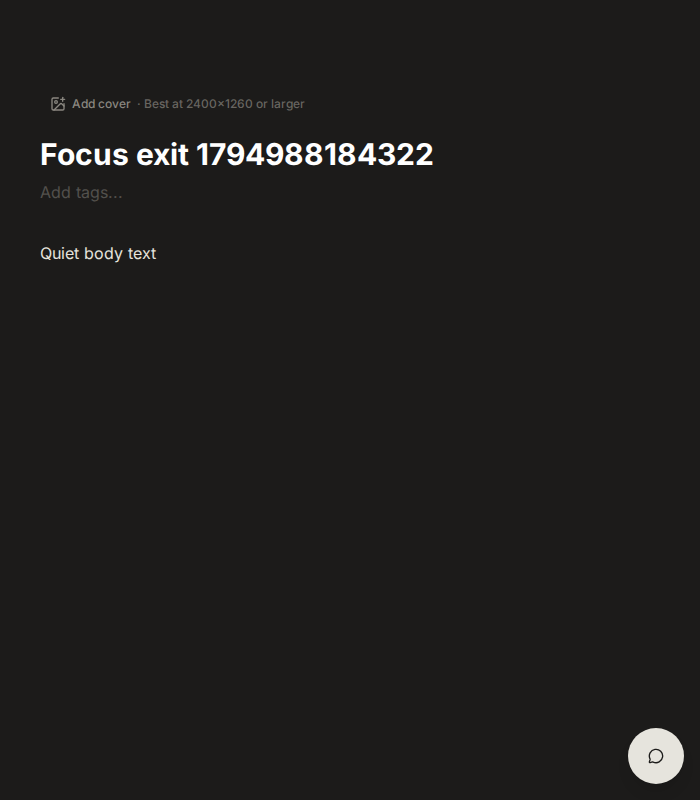 Add cover · Best at 2400×1260 or larger
Focus exit 1794988184322
Add tags...
Quiet body text